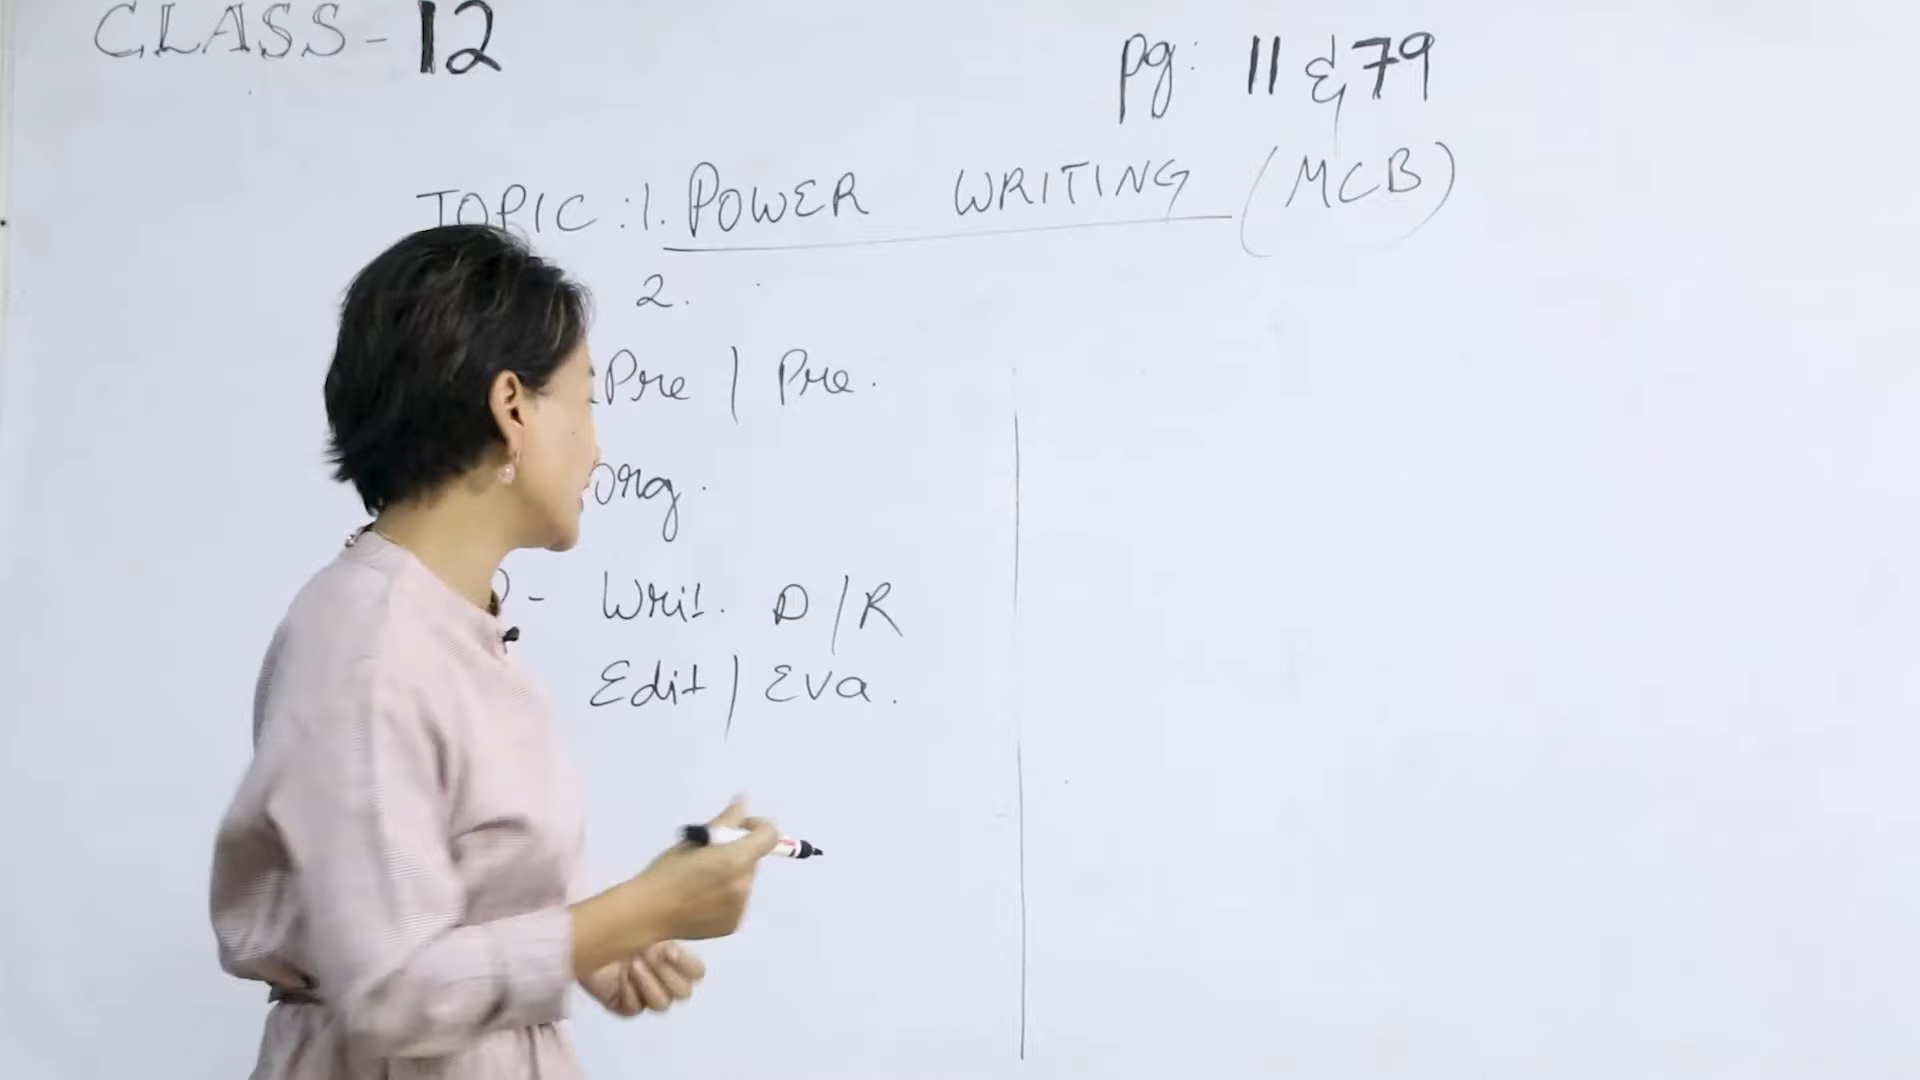 CLASS - 12
pg: 11 & 79
TOPIC : 1. POWER WRITING (MCB)
2.
Pre | Pre.
org.
- Writ. D/R
Edit | Eva.